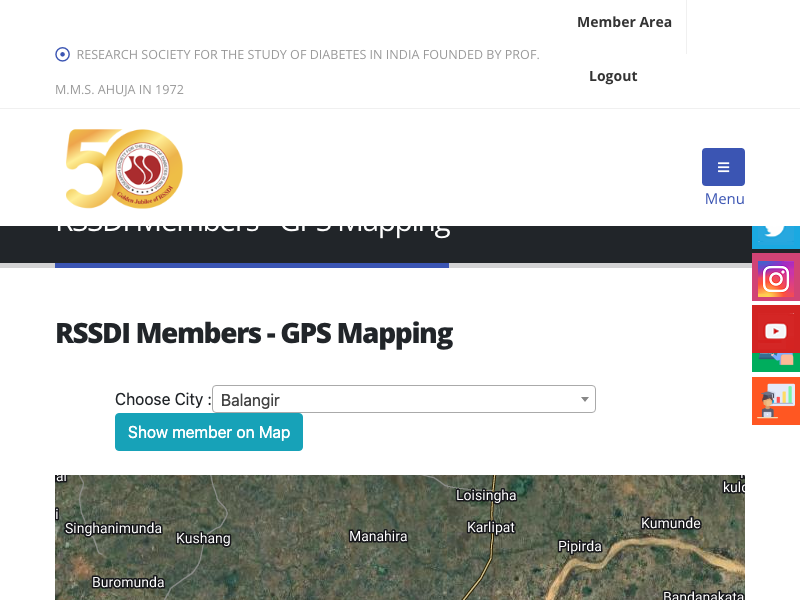 Member Area
RESEARCH SOCIETY FOR THE STUDY OF DIABETES IN INDIA FOUNDED BY PROF.
M.M.S. AHUJA IN 1972
Logout
50
Golden Jubilee of RSSDI
Menu
RSSDI Members - GPS Mapping
RSSDI Members - GPS Mapping
Choose City :
Balangir
Show member on Map
Loisingha
Singhanimunda
Kushang
Manahira
Karlipat
Kumunde
Pipirda
Buromunda
Bandanakata